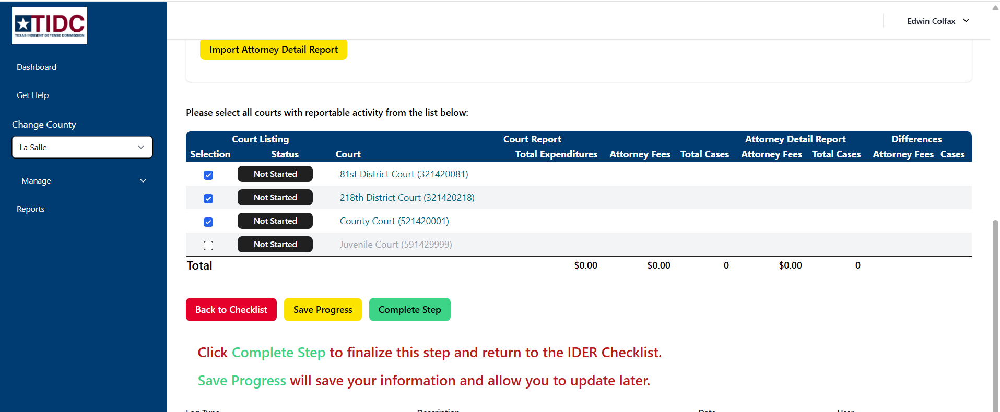 TIDC
TEXAS INDIGENT DEFENSE COMMISSION
Edwin Colfax
Dashboard
Get Help
Change County
La Salle
Manage
Reports
Import Attorney Detail Report
Please select all courts with reportable activity from the list below:
Court Listing Court Report Attorney Detail Report Differences
Selection Status Court Total Expenditures Attorney Fees Total Cases Attorney Fees Total Cases Attorney Fees Cases
Not Started 81st District Court (321420081)
Not Started 218th District Court (321420218)
Not Started County Court (521420001)
Not Started Juvenile Court (591429999)
Total $0.00 $0.00 0 $0.00 0
Back to Checklist Save Progress Complete Step
Click Complete Step to finalize this step and return to the IDER Checklist.
Save Progress will save your information and allow you to update later.
Log Type Description Date User